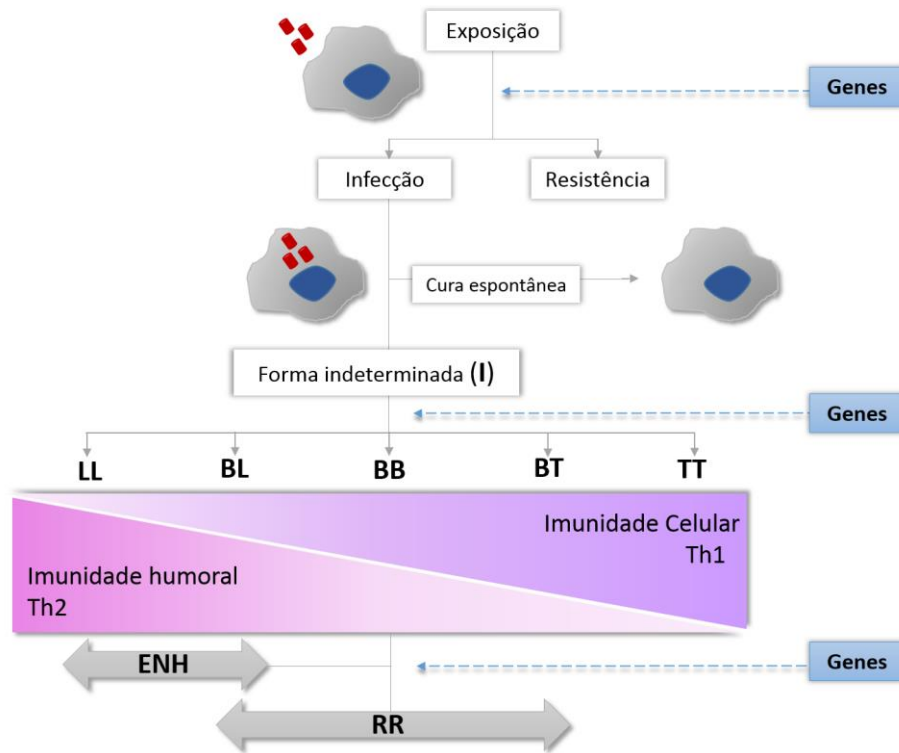 Exposição
Genes
Infecção
Resistência
Cura espontânea
Forma indeterminada (I)
Genes
LL BL BB BT TT
Imunidade Celular
Th1
Imunidade humoral
Th2
ENH
Genes
RR